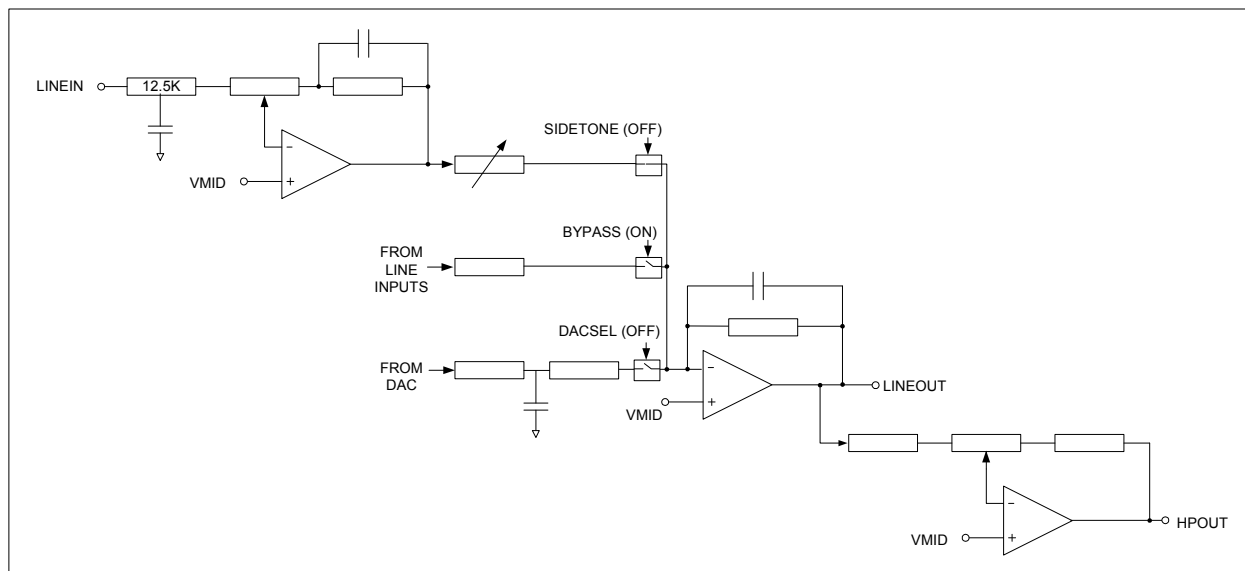 LINEIN
12.5K
VMID
SIDETONE (OFF)
FROM
LINE
INPUTS
BYPASS (ON)
FROM
DAC
DACSEL (OFF)
VMID
LINEOUT
VMID
HPOUT